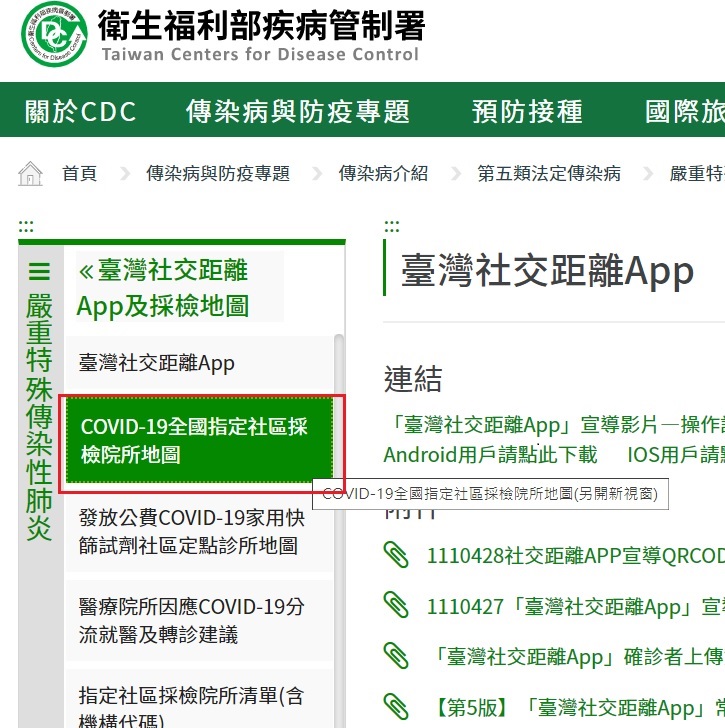 衛生福利部疾病管制署
Taiwan Centers for Disease Control
關於CDC 傳染病與防疫專題 預防接種 國際旅
首頁 傳染病與防疫專題 傳染病介紹 第五類法定傳染病 嚴重特
:::
:::
嚴重特殊傳染性肺炎
«臺灣社交距離
App及採檢地圖
臺灣社交距離App
COVID-19全國指定社區採
檢院所地圖
發放公費COVID-19家用快
篩試劑社區定點診所地圖
醫療院所因應COVID-19分
流就醫及轉診建議
指定社區採檢院所清單(含
機構代碼)
臺灣社交距離App
連結
「臺灣社交距離App」宣導影片—操作
Android用戶請點此下載 IOS用戶請
COVID-19全國指定社區採檢院所地圖(另開新視窗)
1110428社交距離APP宣導QRCOD
1110427「臺灣社交距離App」宣
「臺灣社交距離App」確診者上傳
【第5版】「臺灣社交距離App」常